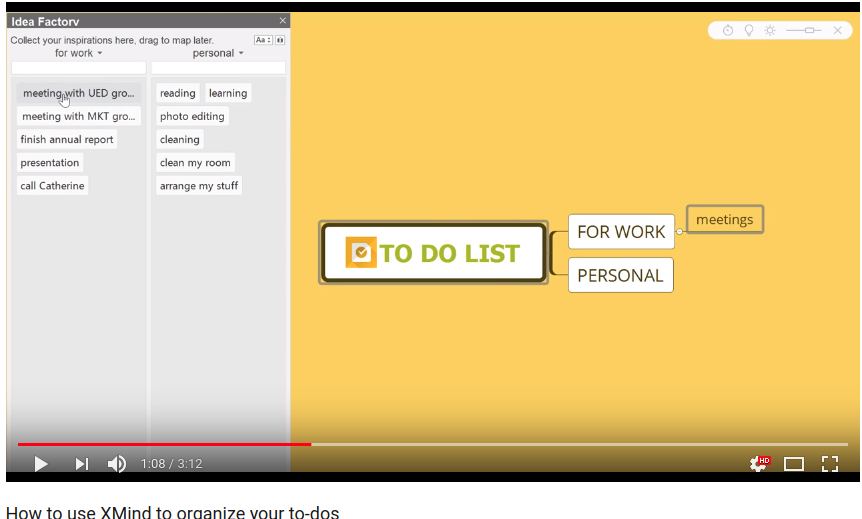 Idea Factory
Collect your inspirations here, drag to map later.
Aa
for work
personal
meeting with UED gro...
meeting with MKT gro...
finish annual report
presentation
call Catherine
reading learning
photo editing
cleaning
clean my room
arrange my stuff
TO DO LIST
FOR WORK
PERSONAL
meetings
1:08 / 3:12
HD
How to use XMind to organize your to-dos